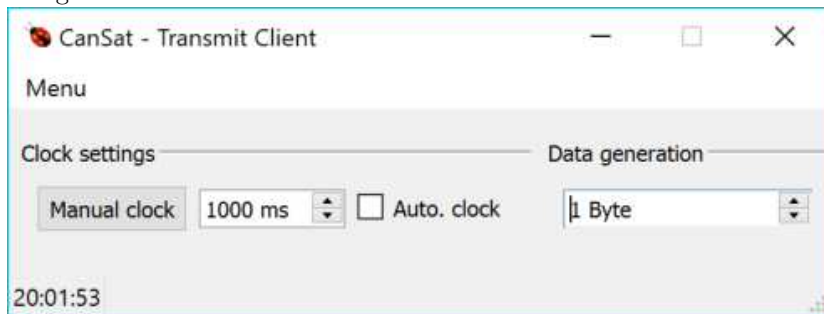 CanSat - Transmit Client
Menu
Clock settings Data generation
Manual clock 1000 ms Auto. clock 1 Byte
20:01:53